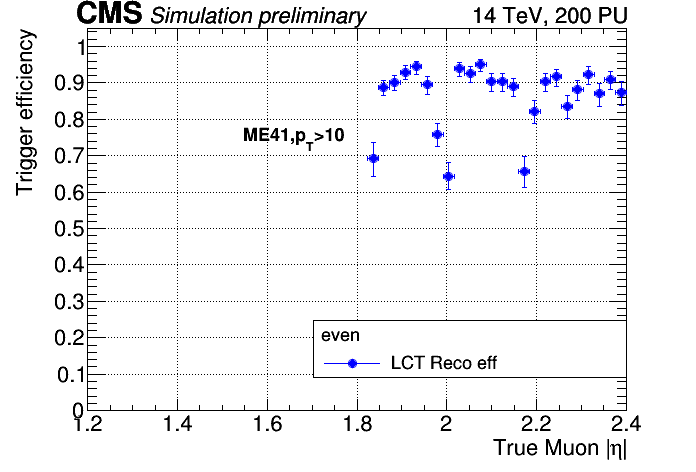 CMS Simulation preliminary 14 TeV, 200 PU
Trigger efficiency
1
0.9
0.8
0.7
0.6
0.5
0.4
0.3
0.2
0.1
0
ME41,p_T>10
even
LCT Reco eff
1.2 1.4 1.6 1.8 2 2.2 2.4
True Muon |η|